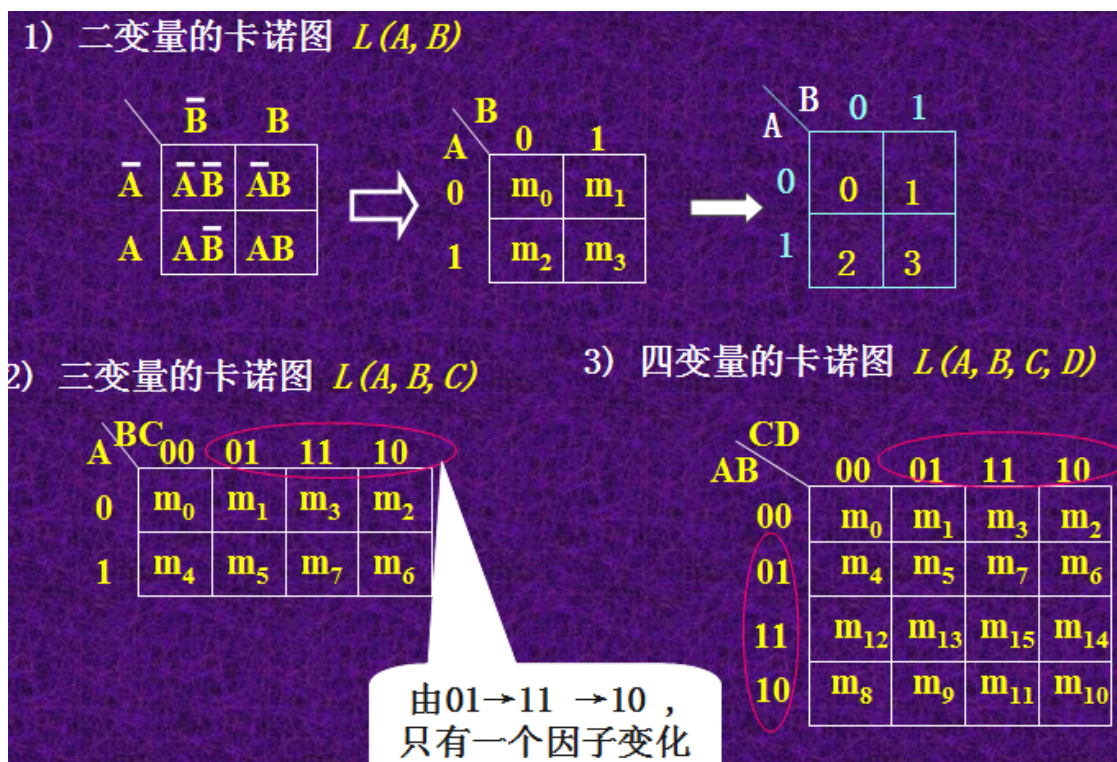 1) 二变量的卡诺图 L(A,B)
B̅ B
A̅ A̅B̅ A̅B
A AB̅ AB
B
A 0 1
0 m₀ m₁
1 m₂ m₃
B 0 1
A
0 0 1
1 2 3
2) 三变量的卡诺图 L(A,B,C)
BC
A 00 01 11 10
0 m₀ m₁ m₃ m₂
1 m₄ m₅ m₇ m₆
由01→11 →10 ，
只有一个因子变化
3) 四变量的卡诺图 L(A,B,C,D)
CD
AB 00 01 11 10
00 m₀ m₁ m₃ m₂
01 m₄ m₅ m₇ m₆
11 m₁₂ m₁₃ m₁₅ m₁₄
10 m₈ m₉ m₁₁ m₁₀